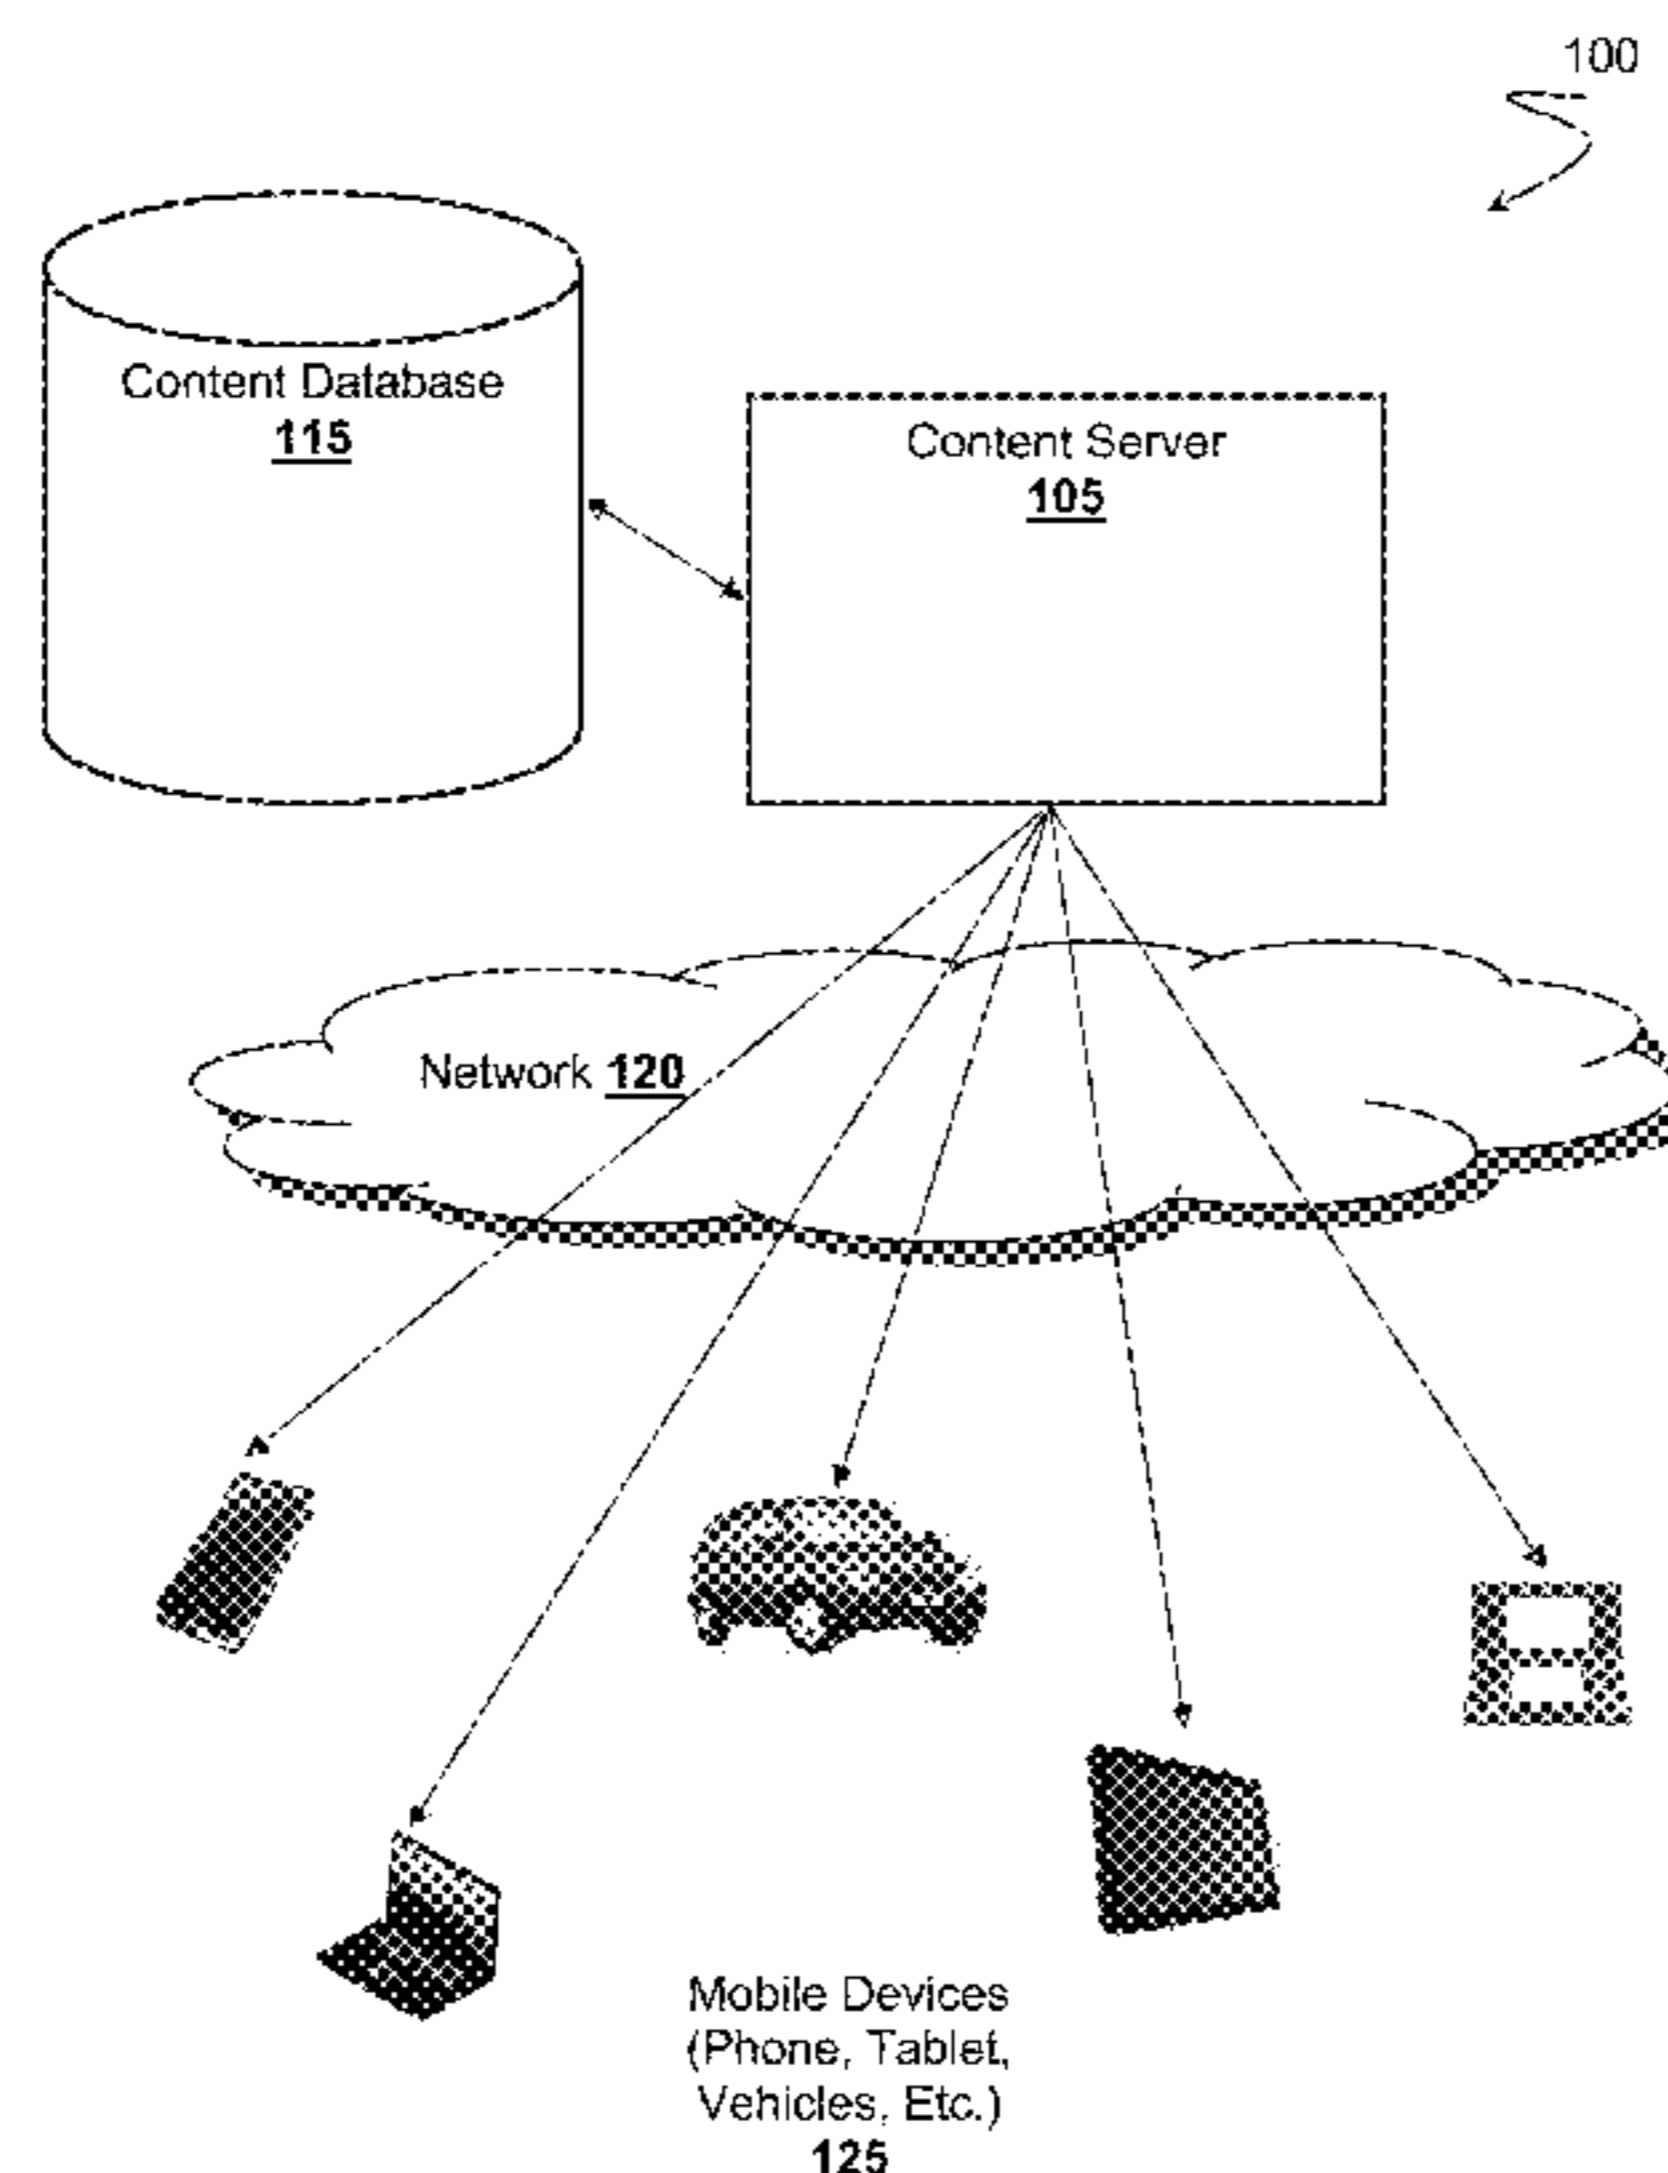 100
Content Database
115
Content Server
105
Network 120
Mobile Devices
(Phone, Tablet,
Vehicles, Etc.)
125